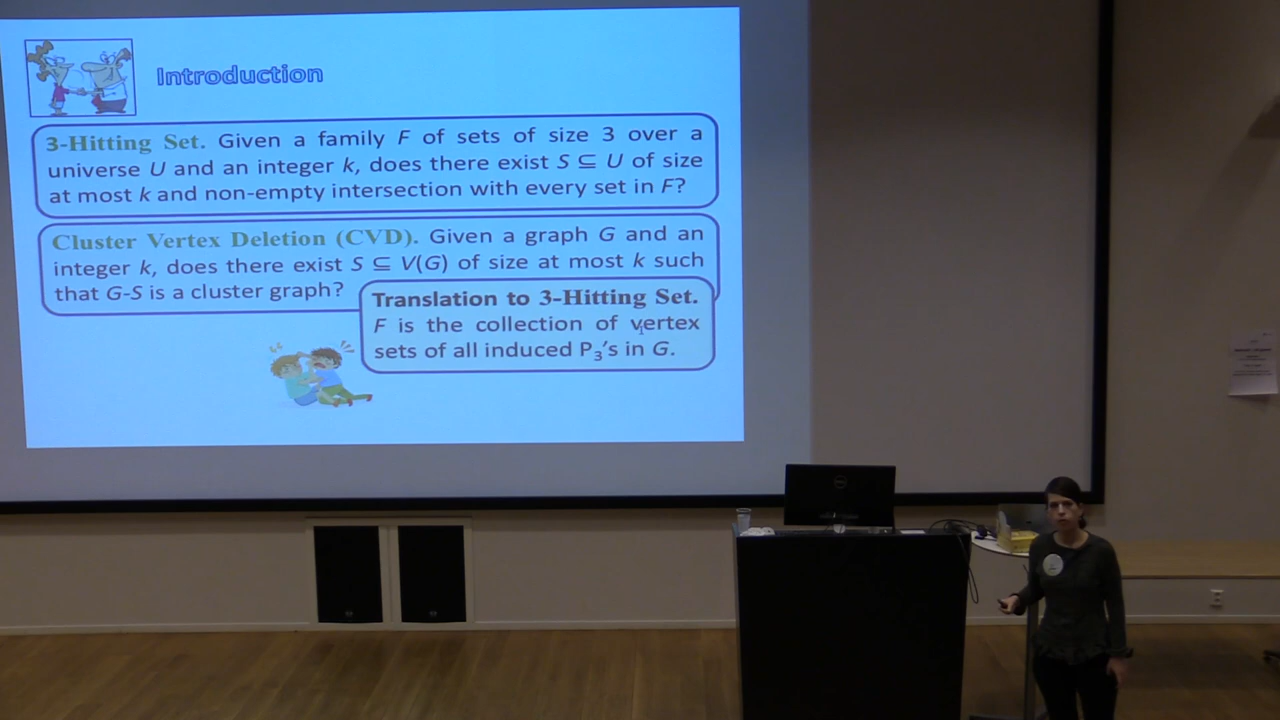 Introduction
3-Hitting Set. Given a family F of sets of size 3 over a
universe U and an integer k, does there exist S ⊆ U of size
at most k and non-empty intersection with every set in F?
Cluster Vertex Deletion (CVD). Given a graph G and an
integer k, does there exist S ⊆ V(G) of size at most k such
that G-S is a cluster graph?
Translation to 3-Hitting Set.
F is the collection of vertex
sets of all induced P₃'s in G.